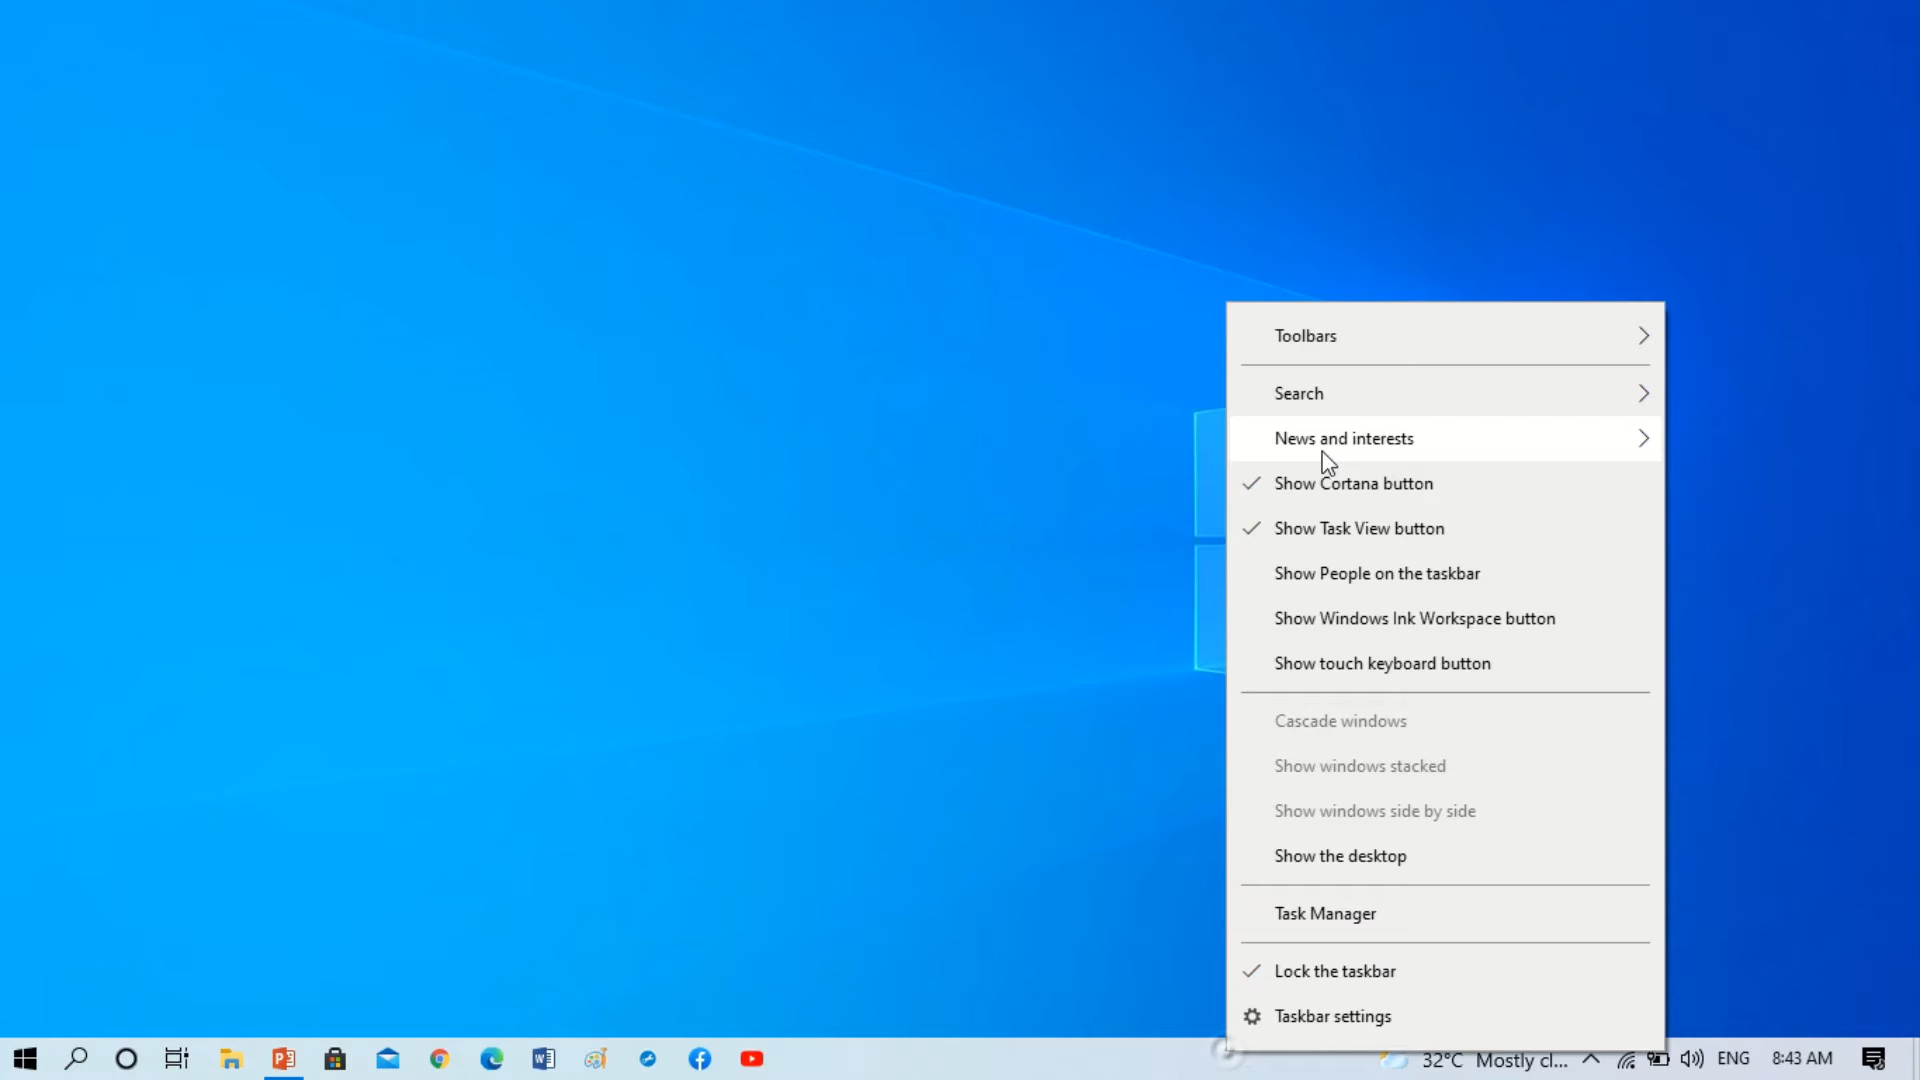 Toolbars
Search
News and interests
Show Cortana button
Show Task View button
Show People on the taskbar
Show Windows Ink Workspace button
Show touch keyboard button
Cascade windows
Show windows stacked
Show windows side by side
Show the desktop
Task Manager
Lock the taskbar
Taskbar settings
32°C Mostly cl... ENG 8:43 AM